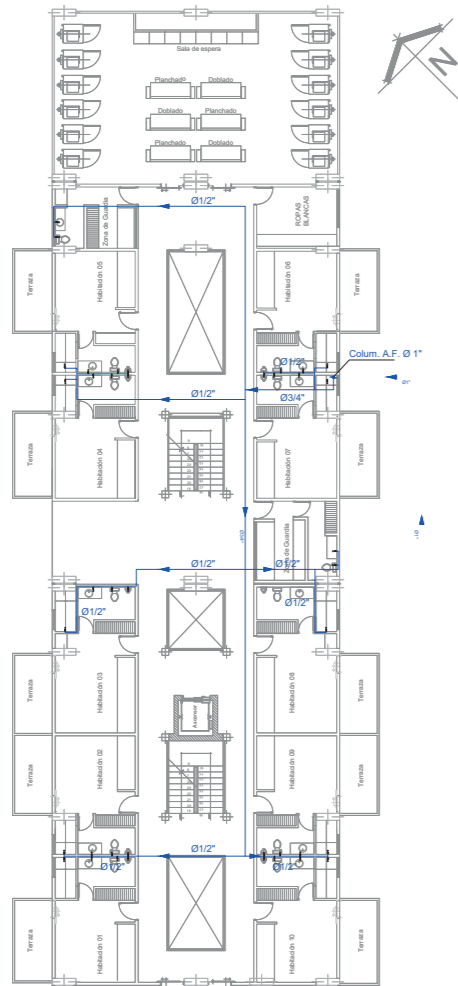 Sala de espera
Planchado
Doblado
Doblado
Planchado
Planchado
Doblado
N
Ø1/2"
Zona de Guardia
ROPAS
BLANCAS
Terraza
Habitación 05
Habitación 06
Terraza
Ø1/2"
Colum. A.F. Ø 1"
Ø1"
Ø1/2"
Ø3/4"
Terraza
Habitación 04
Habitación 07
Terraza
Zona de Guardia
Ø1/2"
Ø1/2"
Ø1/2"
Ø1/2"
Terraza
Habitación 03
Habitación 08
Terraza
Asensor
Terraza
Habitación 02
Habitación 09
Terraza
Ø1/2"
Ø1/2"
Ø1/2"
Terraza
Habitación 01
Habitación 10
Terraza